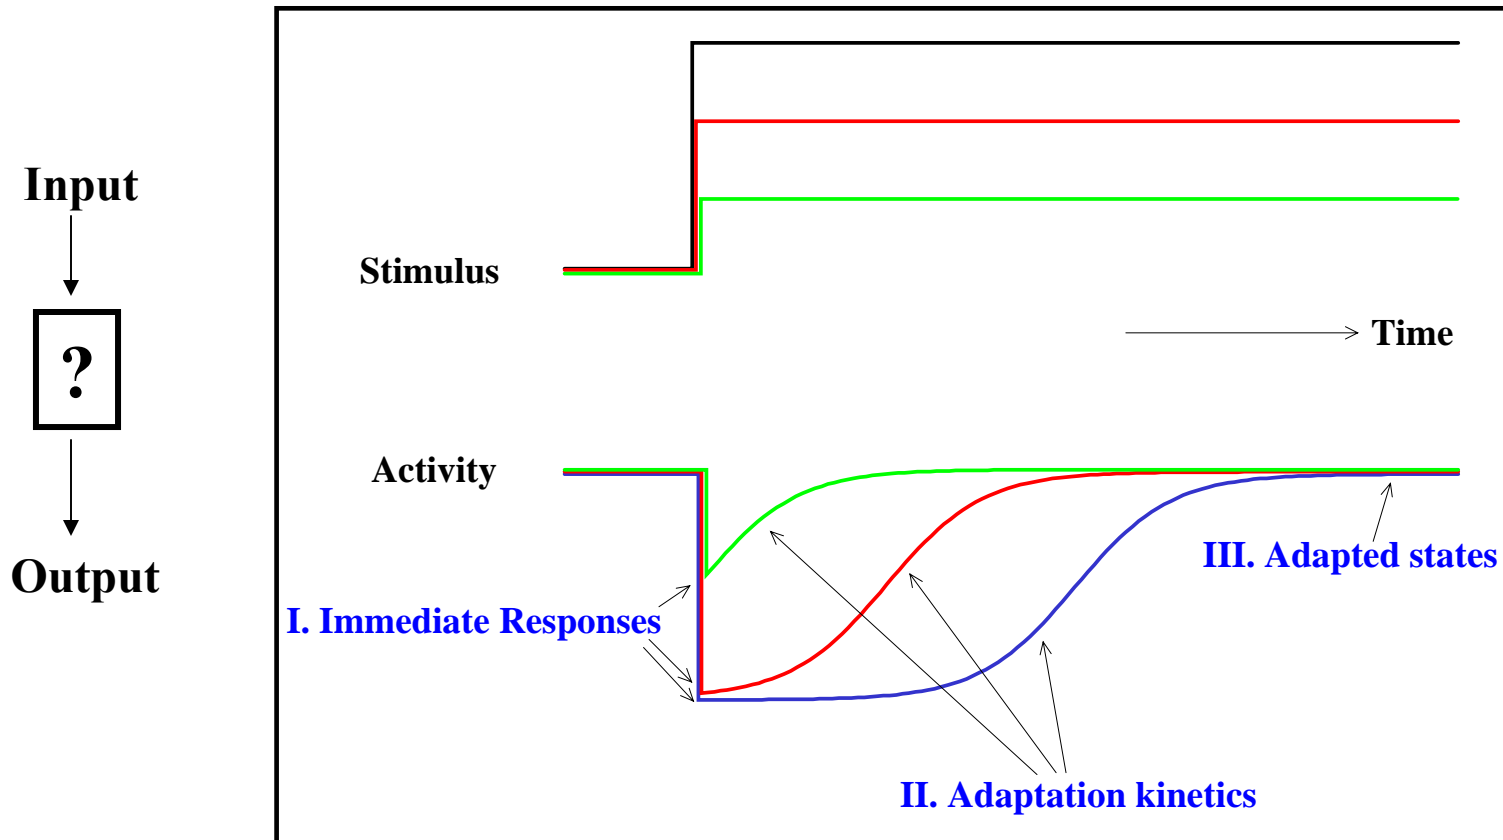 Input
?
Output
Stimulus
Time
Activity
I. Immediate Responses
II. Adaptation kinetics
III. Adapted states